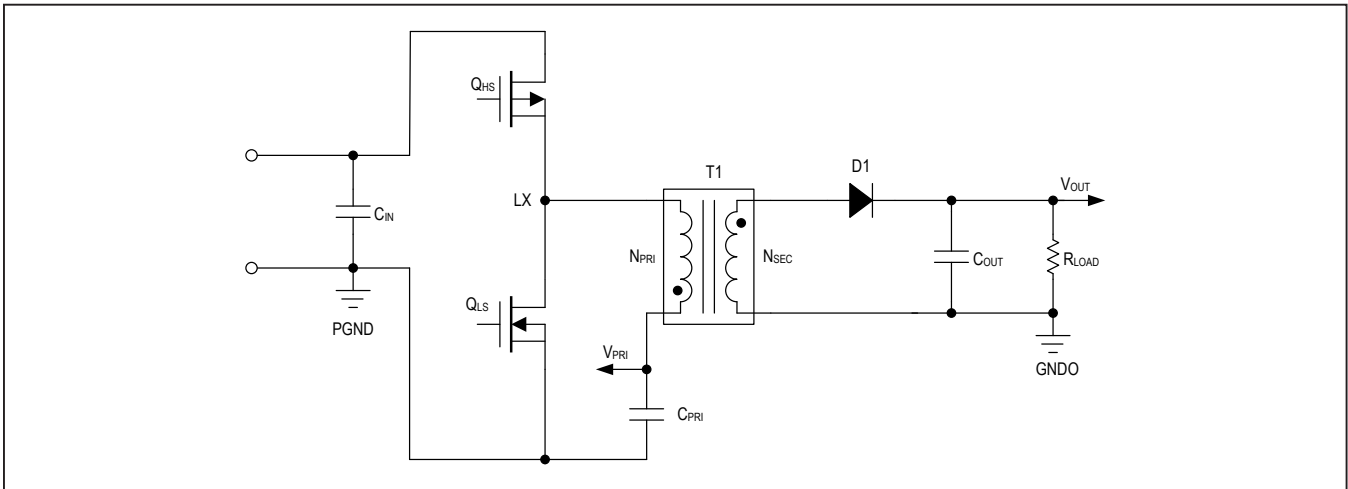 QHS
T1
D1
VOUT
LX
CIN
NPRI
NSEC
COUT
RLOAD
QLS
PGND
VPRI
GNDO
CPRI